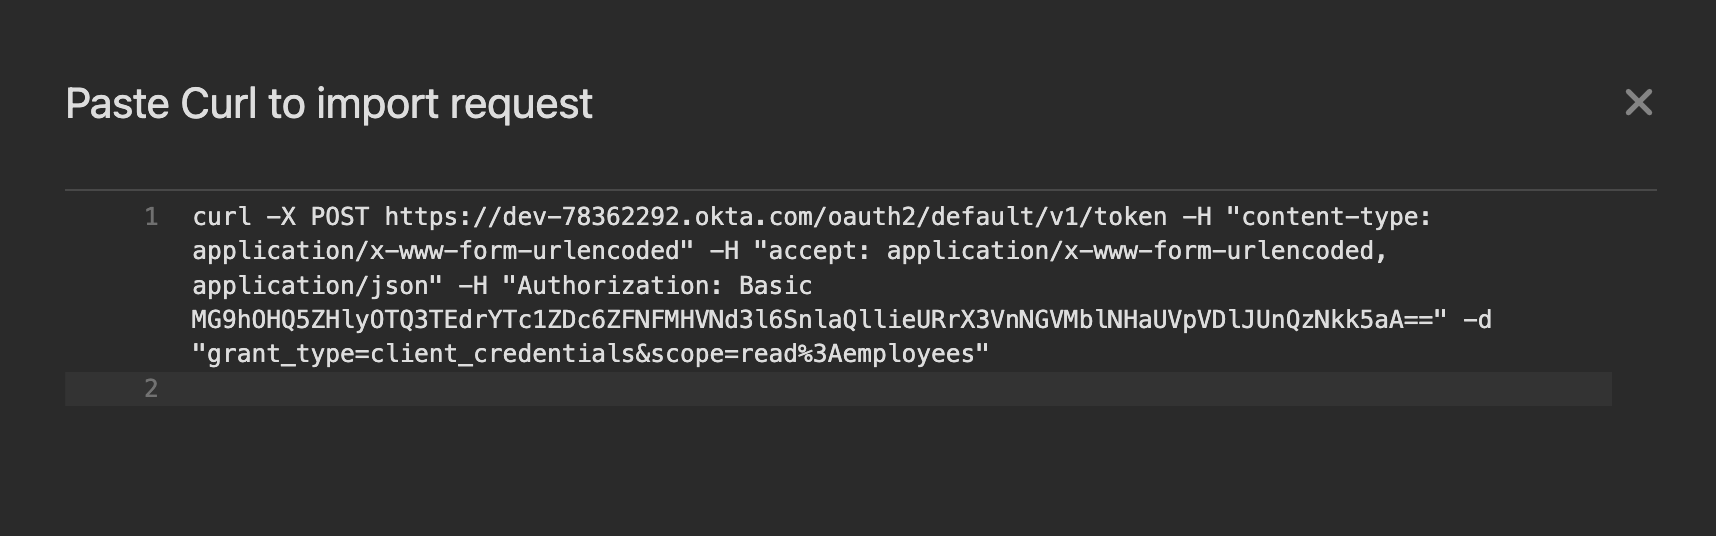 Paste Curl to import request
1 curl -X POST https://dev-78362292.okta.com/oauth2/default/v1/token -H "content-type:
application/x-www-form-urlencoded" -H "accept: application/x-www-form-urlencoded,
application/json" -H "Authorization: Basic
MG9hOHQ5ZHlyOTQ3TEdrYTc1ZDc6ZFNFMHVNd3l6SnlaQllieURrX3VnNGVMblNHaUVpVDlJUnQzNkk5aA==" -d
"grant_type=client_credentials&scope=read%3Aemployees"
2